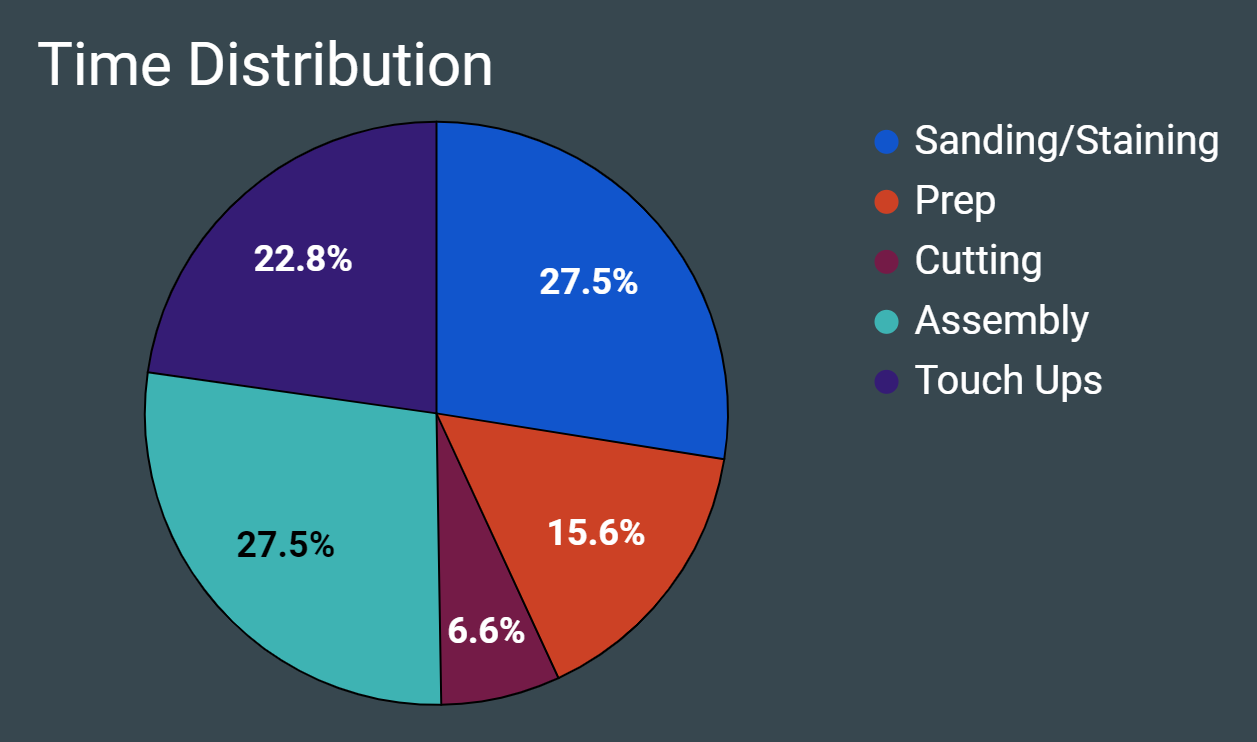 Time Distribution
22.8%
27.5%
15.6%
6.6%
27.5%
Sanding/Staining
Prep
Cutting
Assembly
Touch Ups